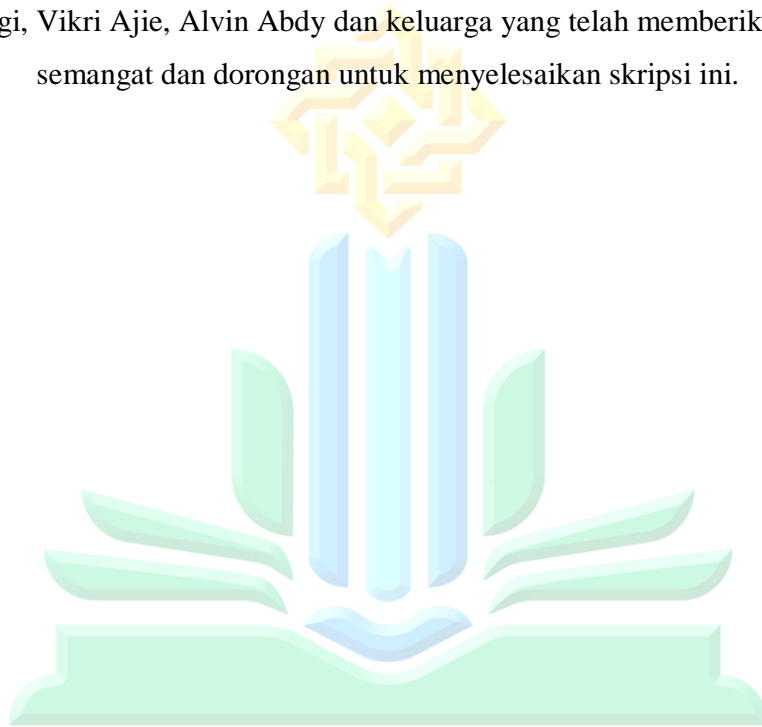 gi, Vikri Ajie, Alvin Abdy dan keluarga yang telah memberik
semangat dan dorongan untuk menyelesaikan skripsi ini.